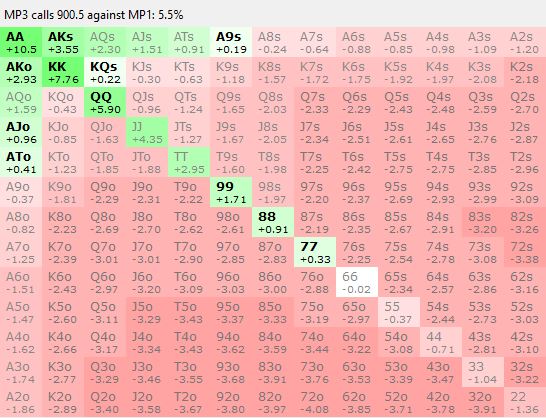 MP3 calls 900.5 against MP1: 5.5%
AA AKs AQs AJs ATs A9s A8s A7s A6s A5s A4s A3s A2s
+10.5 +3.55 +2.30 +1.51 +0.91 +0.19 -0.24 -0.64 -0.88 -0.85 -0.98 -1.09 -1.20
AKo KK KQs KJs KTs K9s K8s K7s K6s K5s K4s K3s K2s
+2.93 +7.76 +0.22 -0.30 -0.63 -1.18 -1.57 -1.72 -1.75 -1.92 -1.97 -2.08 -2.18
AQo KQo QQ QJs QTs Q9s Q8s Q7s Q6s Q5s Q4s Q3s Q2s
+1.59 -0.43 +5.90 -0.96 -1.24 -1.65 -2.03 -2.33 -2.29 -2.43 -2.48 -2.59 -2.70
AJo KJo QJo JJ JTs J9s J8s J7s J6s J5s J4s J3s J2s
+0.96 -0.85 -1.63 +4.35 -1.27 -1.67 -2.05 -2.34 -2.51 -2.61 -2.65 -2.76 -2.87
ATo KTo QTo JTo TT T9s T8s T7s T6s T5s T4s T3s T2s
+0.41 -1.23 -1.85 -1.88 +2.95 -1.60 -1.98 -2.25 -2.42 -2.75 -2.75 -2.85 -2.96
A9o K9o Q9o J9o T9o 99 98s 97s 96s 95s 94s 93s 92s
-0.37 -1.81 -2.29 -2.31 -2.22 +1.71 -1.97 -2.20 -2.37 -2.69 -2.93 -2.99 -3.09
A8o K8o Q8o J8o T8o 98o 88 87s 86s 85s 84s 83s 82s
-0.82 -2.23 -2.69 -2.70 -2.62 -2.61 +0.91 -2.19 -2.35 -2.67 -2.91 -3.20 -3.26
A7o K7o Q7o J7o T7o 97o 87o 77 76s 75s 74s 73s 72s
-1.25 -2.39 -3.01 -3.01 -2.90 -2.85 -2.83 +0.33 -2.25 -2.54 -2.78 -3.08 -3.38
A6o K6o Q6o J6o T6o 96o 86o 76o 66 65s 64s 63s 62s
-1.51 -2.43 -2.97 -3.20 -3.08 -3.03 -3.00 -2.88 -0.02 -2.34 -2.57 -2.86 -3.16
A5o K5o Q5o J5o T5o 95o 85o 75o 65o 55 54s 53s 52s
-1.47 -2.60 -3.11 -3.29 -3.43 -3.37 -3.33 -3.19 -2.97 -0.37 -2.44 -2.73 -3.03
A4o K4o Q4o J4o T4o 94o 84o 74o 64o 54o 44 43s 42s
-1.62 -2.66 -3.17 -3.34 -3.43 -3.62 -3.59 -3.44 -3.22 -3.08 -0.71 -2.81 -3.10
A3o K3o Q3o J3o T3o 93o 83o 73o 63o 53o 43o 33 32s
-1.74 -2.77 -3.29 -3.46 -3.55 -3.68 -3.91 -3.76 -3.53 -3.39 -3.47 -1.04 -3.22
A2o K2o Q2o J2o T2o 92o 82o 72o 62o 52o 42o 32o 22
-1.86 -2.89 -3.40 -3.58 -3.67 -3.80 -3.97 -4.08 -3.85 -3.71 -3.78 -3.91 -1.36